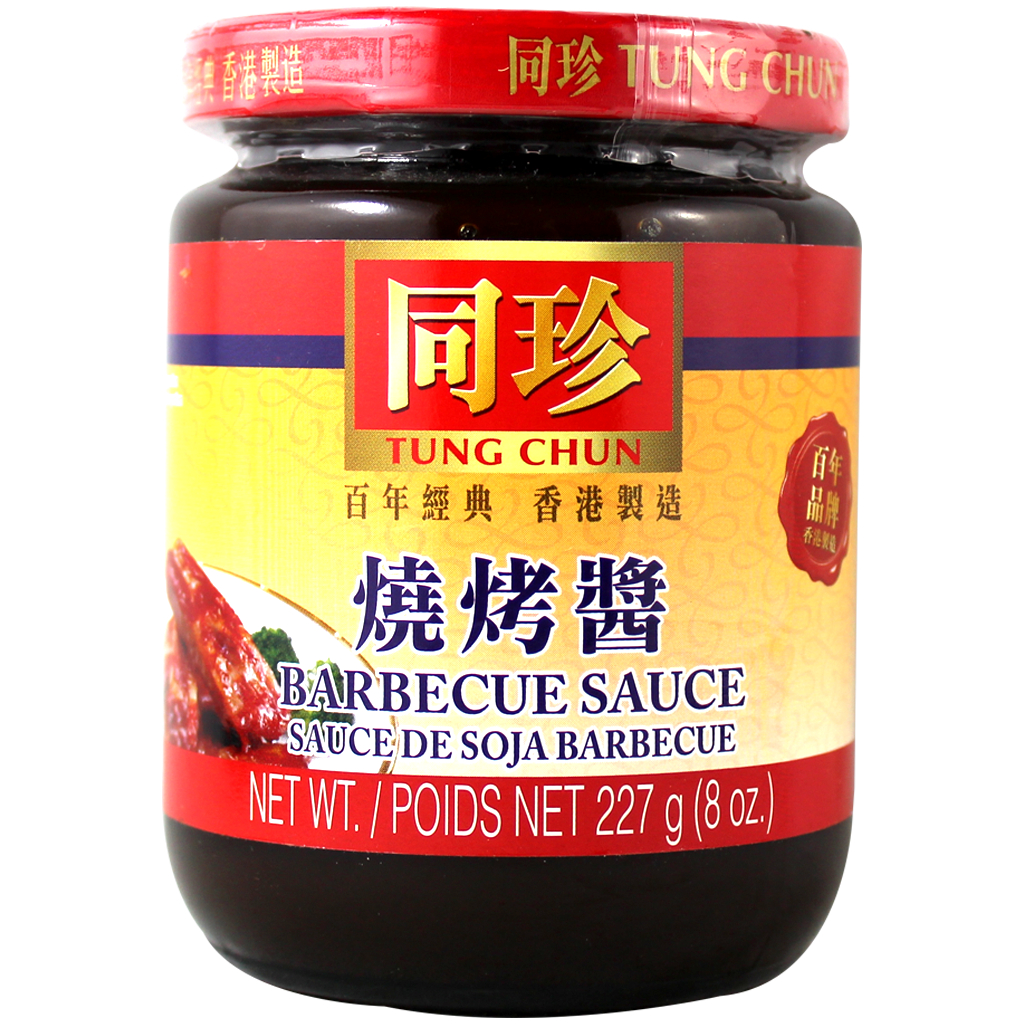 典 香港製造
同珍 TUNG CHUN
同珍
TUNG CHUN
百年經典 香港製造
百年
品牌
香港製造
燒烤醬
BARBECUE SAUCE
SAUCE DE SOJA BARBECUE
NET WT. / POIDS NET 227 g (8 oz.)